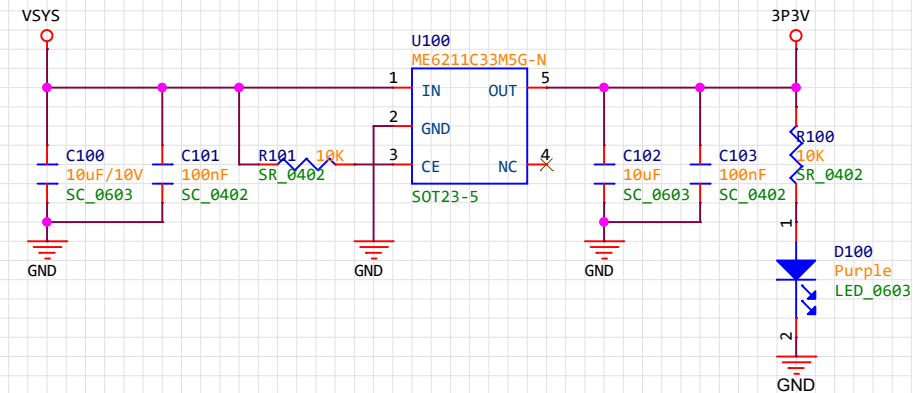 VSYS
3P3V
U100
ME6211C33M5G-N
1
IN
OUT
5
2
GND
3
CE
NC
4
SOT23-5
C100
10uF/10V
SC_0603
C101
100nF
SC_0402
R101
10K
SR_0402
C102
10uF
SC_0603
C103
100nF
SC_0402
R100
10K
SR_0402
1
D100
Purple
LED_0603
2
GND
GND
GND
GND